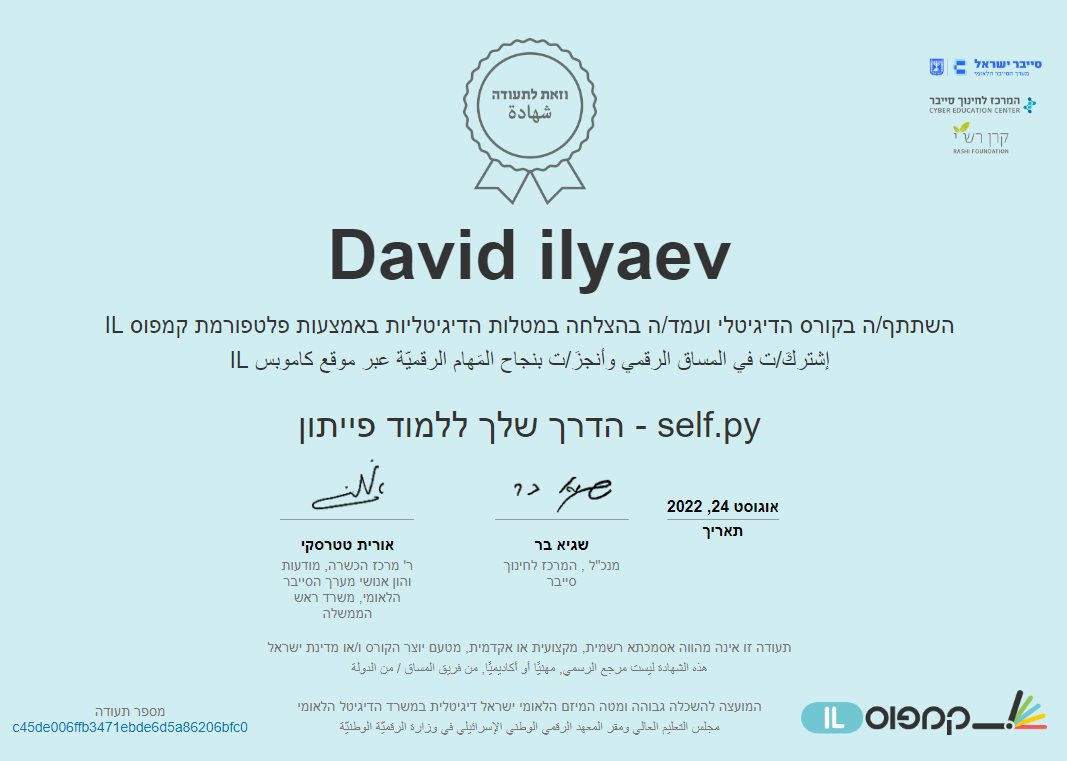 סייבר ישראל
מערך הסייבר הלאומי
המרכז לחינוך סייבר
CYBER EDUCATION CENTER
קרן רש"י
RASHI FOUNDATION
וזאת לתעודה
شهادة
David ilyaev
השתתף/ה בקורס הדיגיטלי ועמד/ה בהצלחה במטלות הדיגיטליות באמצעות פלטפורמת קמפוס IL
إشتركَ/ت في المساق الرقمي وأنجزَ/ت بنجاح المَهام الرقميّة عبر موقع كاموبس IL
self.py - הדרך שלך ללמוד פייתון
אוגוסט 24, 2022
תאריך
שגיא בר
שגיא בר
מנכ"ל , המרכז לחינוך
סייבר
אורית טטרסקי
ר' מרכז הכשרה, מודעות
והון אנושי מערך הסייבר
הלאומי, משרד ראש
הממשלה
תעודה זו אינה מהווה אסמכתא רשמית, מקצועית או אקדמית, מטעם יוצר הקורס ו/או מדינת ישראל
هذه الشهادة ليست مرجع الرسمي, مهنيًّا أو أكاديميًّا, من فريق المساق / من الدولة
המועצה להשכלה גבוהה ומטה המיזם הלאומי ישראל דיגיטלית במשרד הדיגיטל הלאומי
مجلس التعليم العالي ومقر المعهد الرقمي الوطني الإسرائيلي في وزارة الرقميّة الوطنيّة
מספר תעודה
c45de006ffb3471ebde6d5a86206bfc0
קמפוס IL